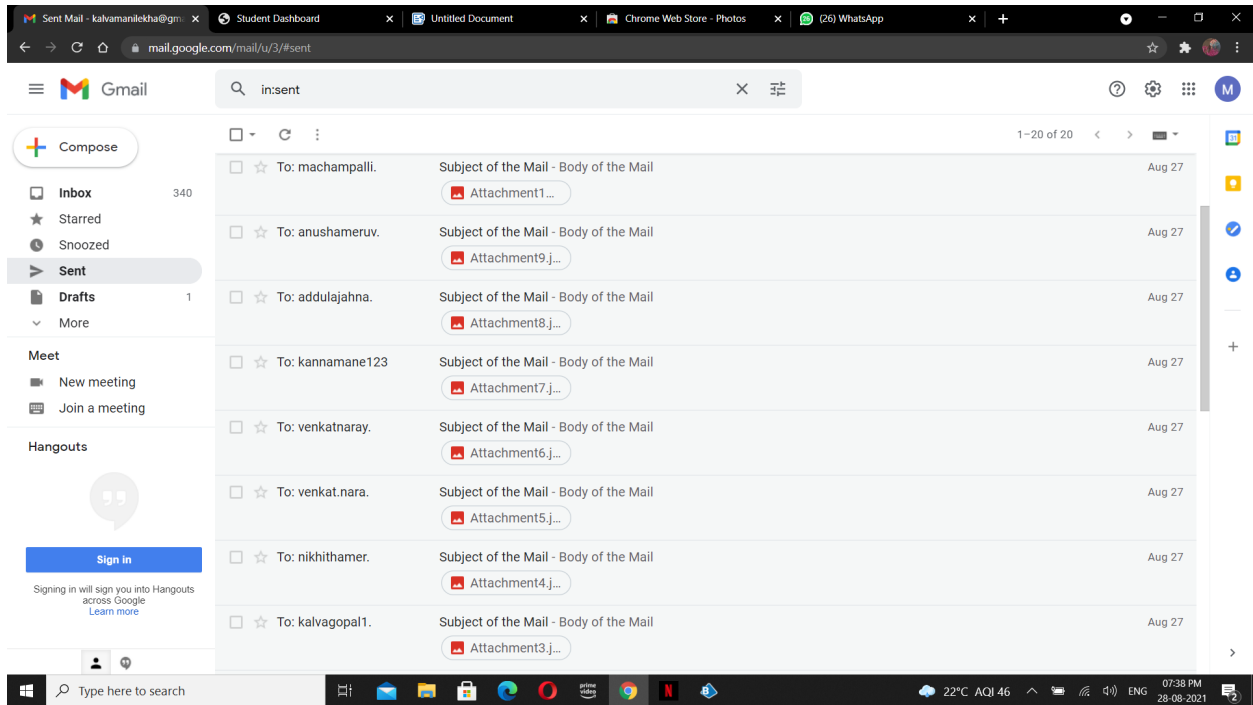 Sent Mail - kalvamanilekha@gm
Student Dashboard
Untitled Document
Chrome Web Store - Photos
(26) WhatsApp
mail.google.com/mail/u/3/#sent
Gmail
in:sent
M
Compose
1–20 of 20
Inbox 340
Starred
Snoozed
Sent
Drafts 1
More
Meet
New meeting
Join a meeting
Hangouts
Sign in
Signing in will sign you into Hangouts
across Google
Learn more
To: machampalli. Subject of the Mail - Body of the Mail Aug 27
Attachment1...
To: anushameruv. Subject of the Mail - Body of the Mail Aug 27
Attachment9.j...
To: addulajahna. Subject of the Mail - Body of the Mail Aug 27
Attachment8.j...
To: kannamane123 Subject of the Mail - Body of the Mail Aug 27
Attachment7.j...
To: venkatnaray. Subject of the Mail - Body of the Mail Aug 27
Attachment6.j...
To: venkat.nara. Subject of the Mail - Body of the Mail Aug 27
Attachment5.j...
To: nikhithamer. Subject of the Mail - Body of the Mail Aug 27
Attachment4.j...
To: kalvagopal1. Subject of the Mail - Body of the Mail Aug 27
Attachment3.j...
31
Type here to search
prime
video
N
B
22°C AQI 46
ENG
07:38 PM
28-08-2021
2